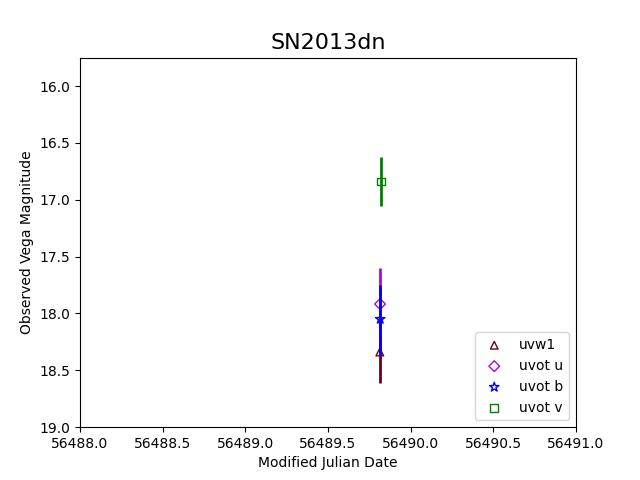 SN2013dn
Observed Vega Magnitude
16.0
16.5
17.0
17.5
18.0
18.5
19.0
56488.0 56488.5 56489.0 56489.5 56490.0 56490.5 56491.0
Modified Julian Date
uvw1
uvot u
uvot b
uvot v